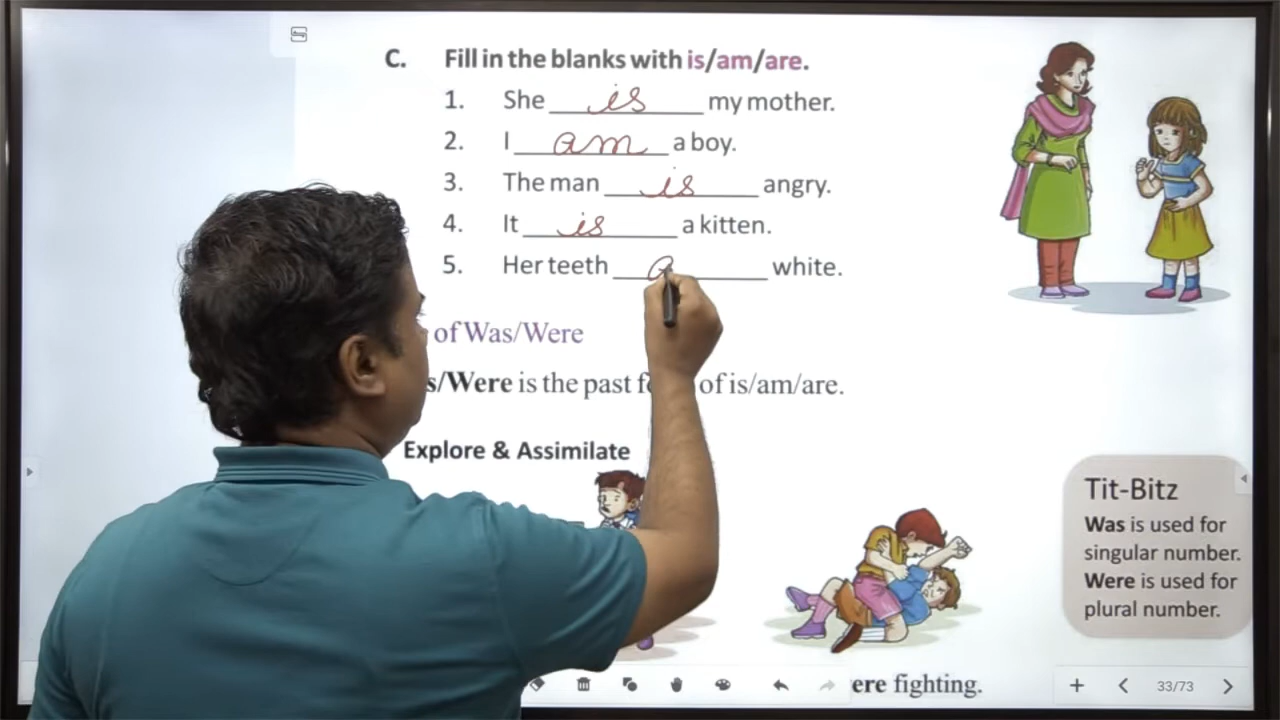 C. Fill in the blanks with is/am/are.
1. She is my mother.
2. I am a boy.
3. The man is angry.
4. It is a kitten.
5. Her teeth a white.
of Was/Were
s/Were is the past of is/am/are.
Explore & Assimilate
Tit-Bitz
Was is used for
singular number.
Were is used for
plural number.
ere fighting.
33/73